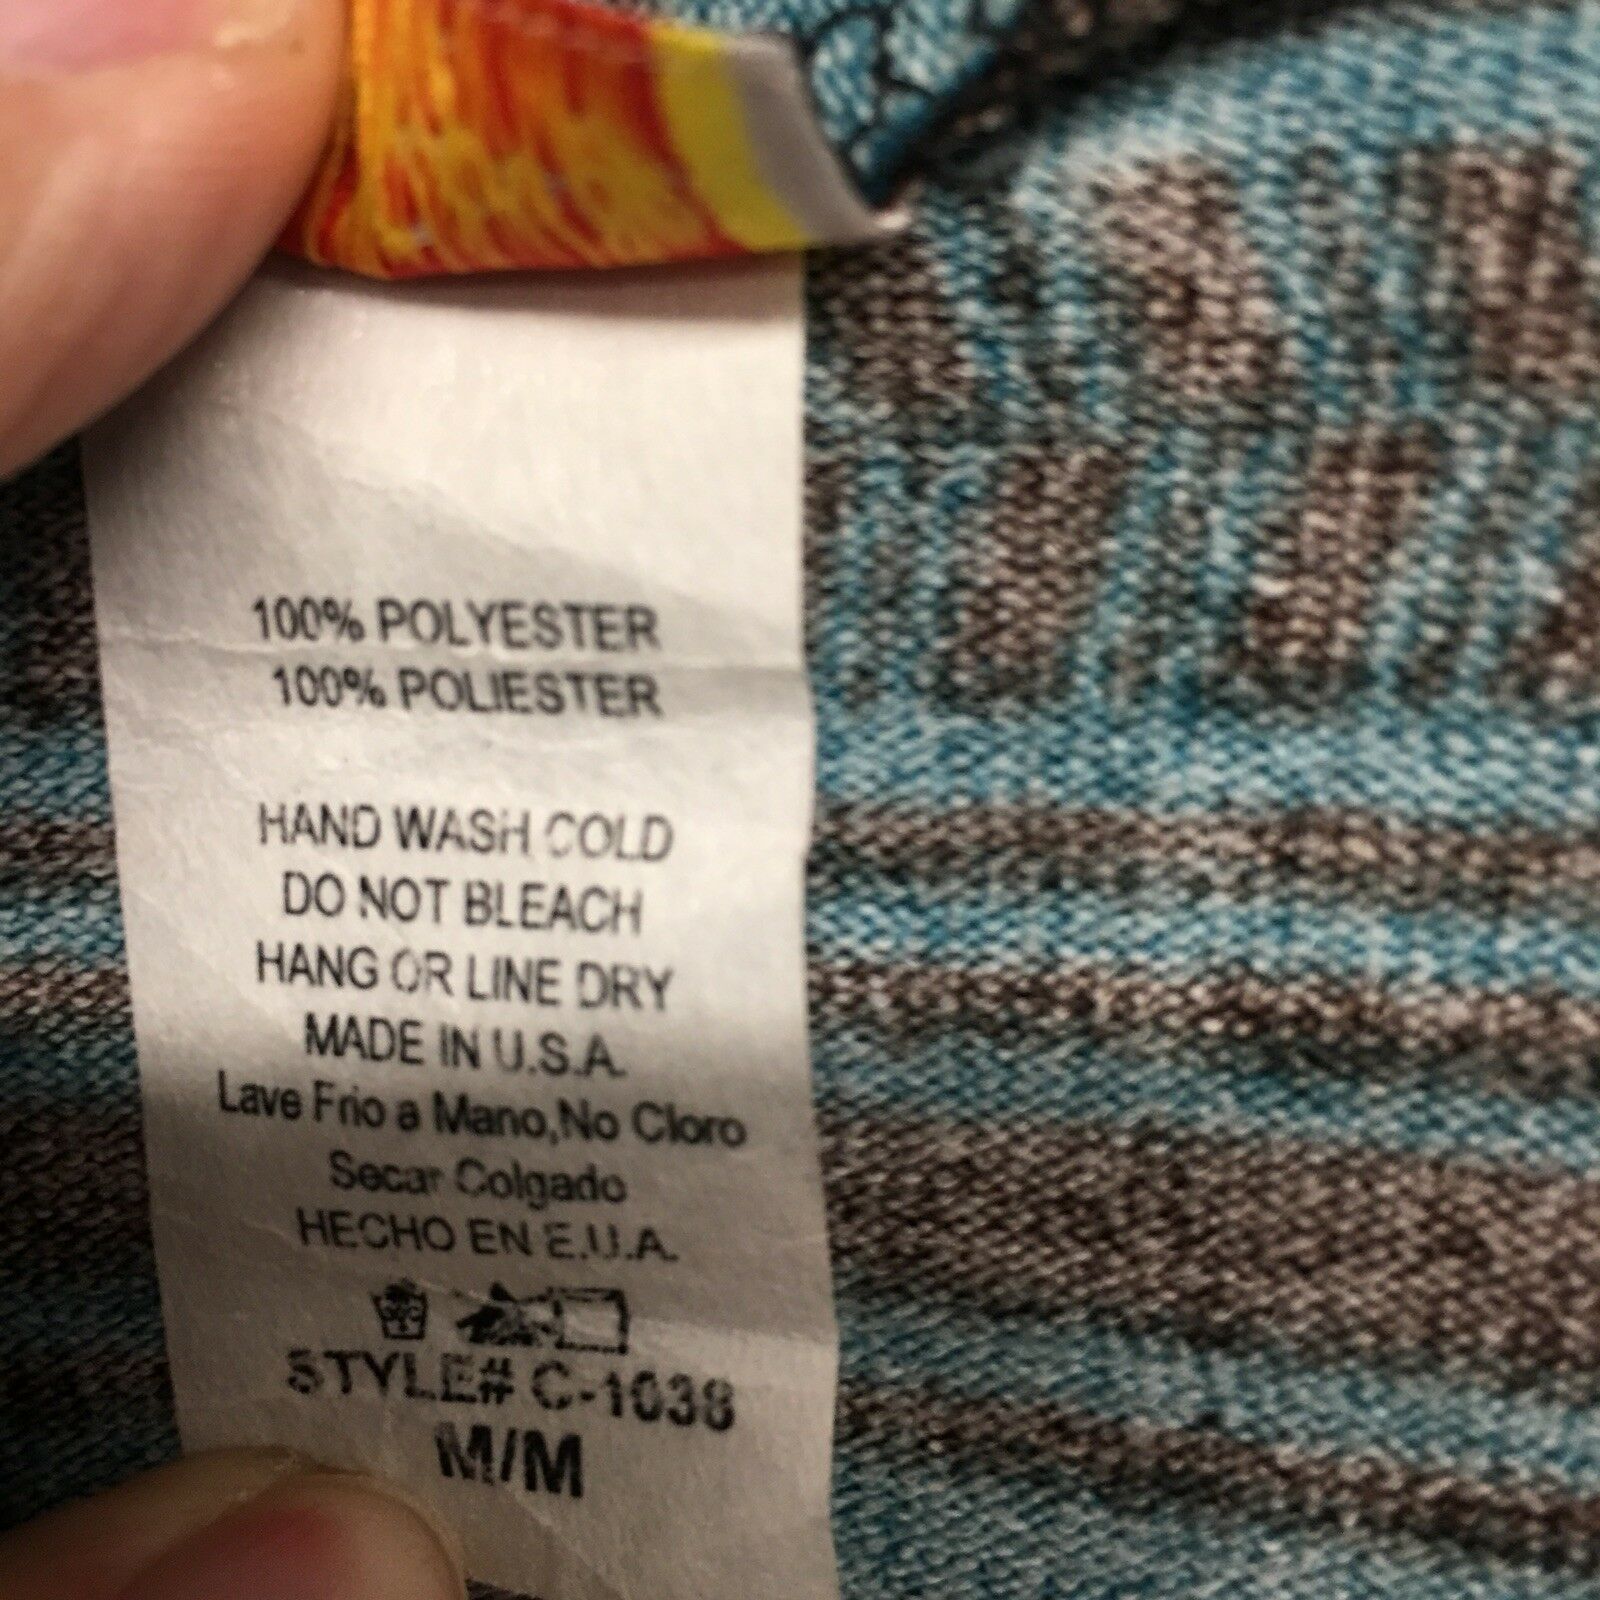 100% POLYESTER
100% POLIESTER
HAND WASH COLD
DO NOT BLEACH
HANG OR LINE DRY
MADE IN U.S.A.
Lave Frio a Mano,No Cloro
Secar Colgado
HECHO EN E.U.A.
STYLE# C-1038
M/M